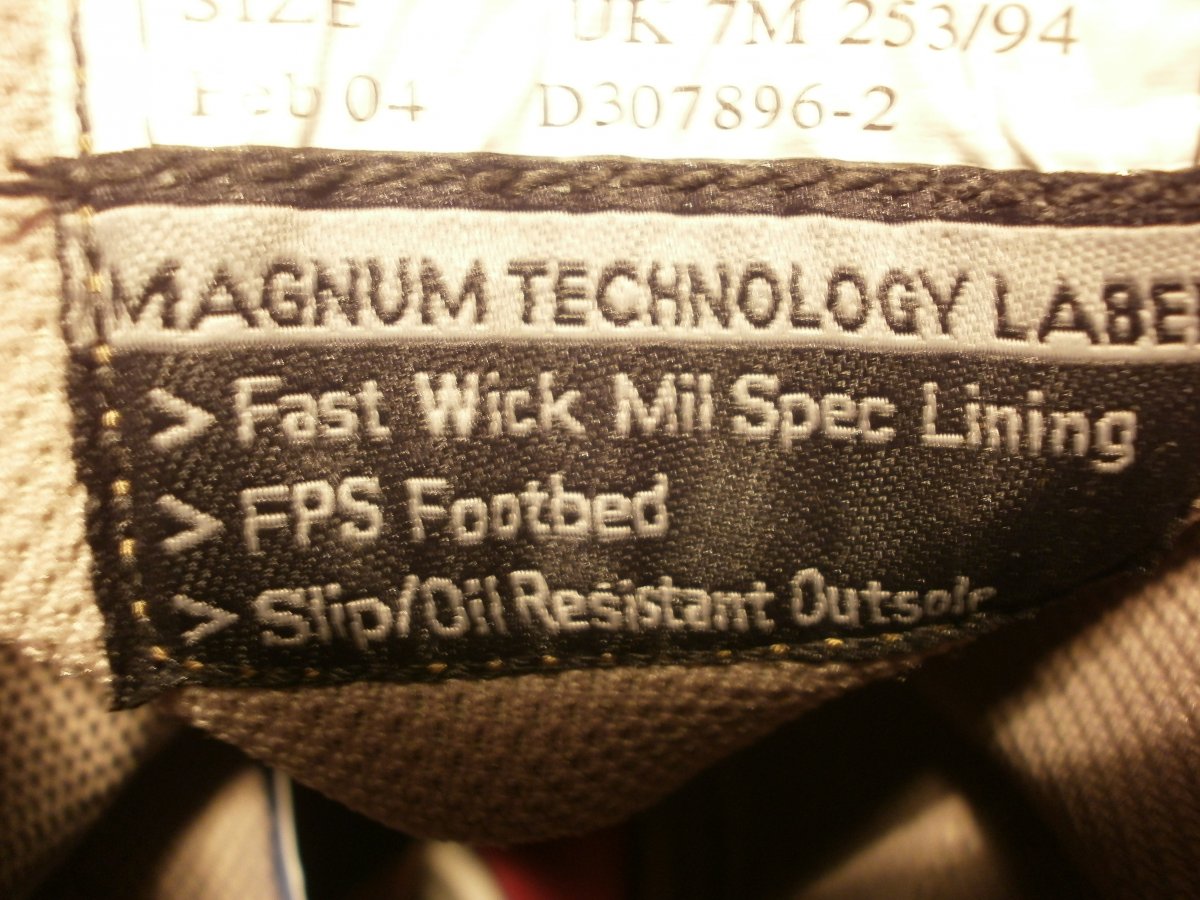 SIZE UK 7M 253/94
Feb 04 D307896-2
MAGNUM TECHNOLOGY LABE
> Fast Wick Mil Spec Lining
> FPS Footbed
> Slip/Oil Resistant Outsole